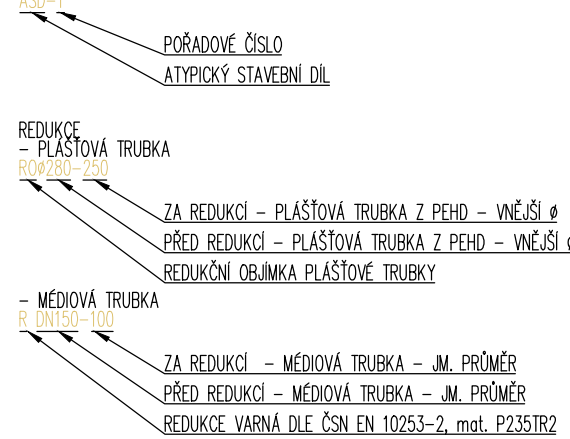 ASD-1
POŘADOVÉ ČÍSLO
ATYPICKÝ STAVEBNÍ DÍL
REDUKCE
- PLÁŠŤOVÁ TRUBKA
ROø280-250
ZA REDUKCÍ - PLÁŠŤOVÁ TRUBKA Z PEHD - VNĚJŠÍ ø
PŘED REDUKCÍ - PLÁŠŤOVÁ TRUBKA Z PEHD - VNĚJŠÍ ø
REDUKČNÍ OBJÍMKA PLÁŠŤOVÉ TRUBKY
- MÉDIOVÁ TRUBKA
R DN150-100
ZA REDUKCÍ - MÉDIOVÁ TRUBKA - JM. PRŮMĚR
PŘED REDUKCÍ - MÉDIOVÁ TRUBKA - JM. PRŮMĚR
REDUKCE VARNÁ DLE ČSN EN 10253-2, mat. P235TR2